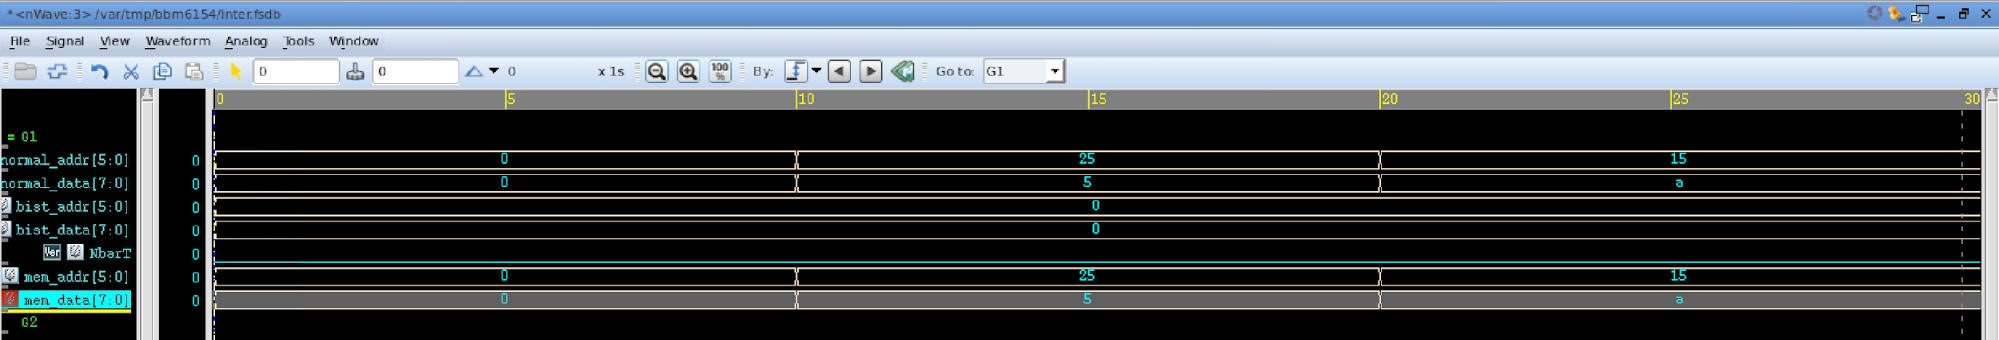 *<nWave:3> /var/tmp/bbm6154/inter.fsdb
File Signal View Waveform Analog Tools Window
0 0 0 x 1s 100 % By: Go to: G1
0 5 10 15 20 25 30
= G1
normal_addr[5:0] 0 0 25 15
normal_data[7:0] 0 0 5 a
bist_addr[5:0] 0 0
bist_data[7:0] 0 0
Ver NbarT 0
mem_addr[5:0] 0 0 25 15
mem_data[7:0] 0 0 5 a
G2